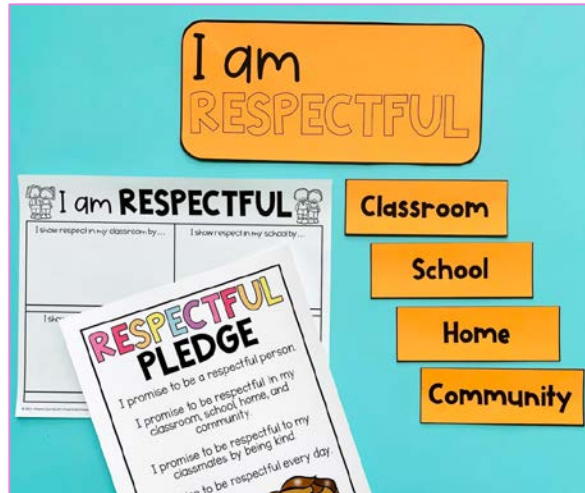 I am
RESPECTFUL
I am RESPECTFUL
I show respect in my classroom by...
I show respect in my school by...
Classroom
School
Home
Community
RESPECTFUL
PLEDGE
I promise to be a respectful person.
I promise to be respectful in my
classroom, school, home, and
community.
I promise to be respectful to my
classmates by being kind.
to be respectful every day.